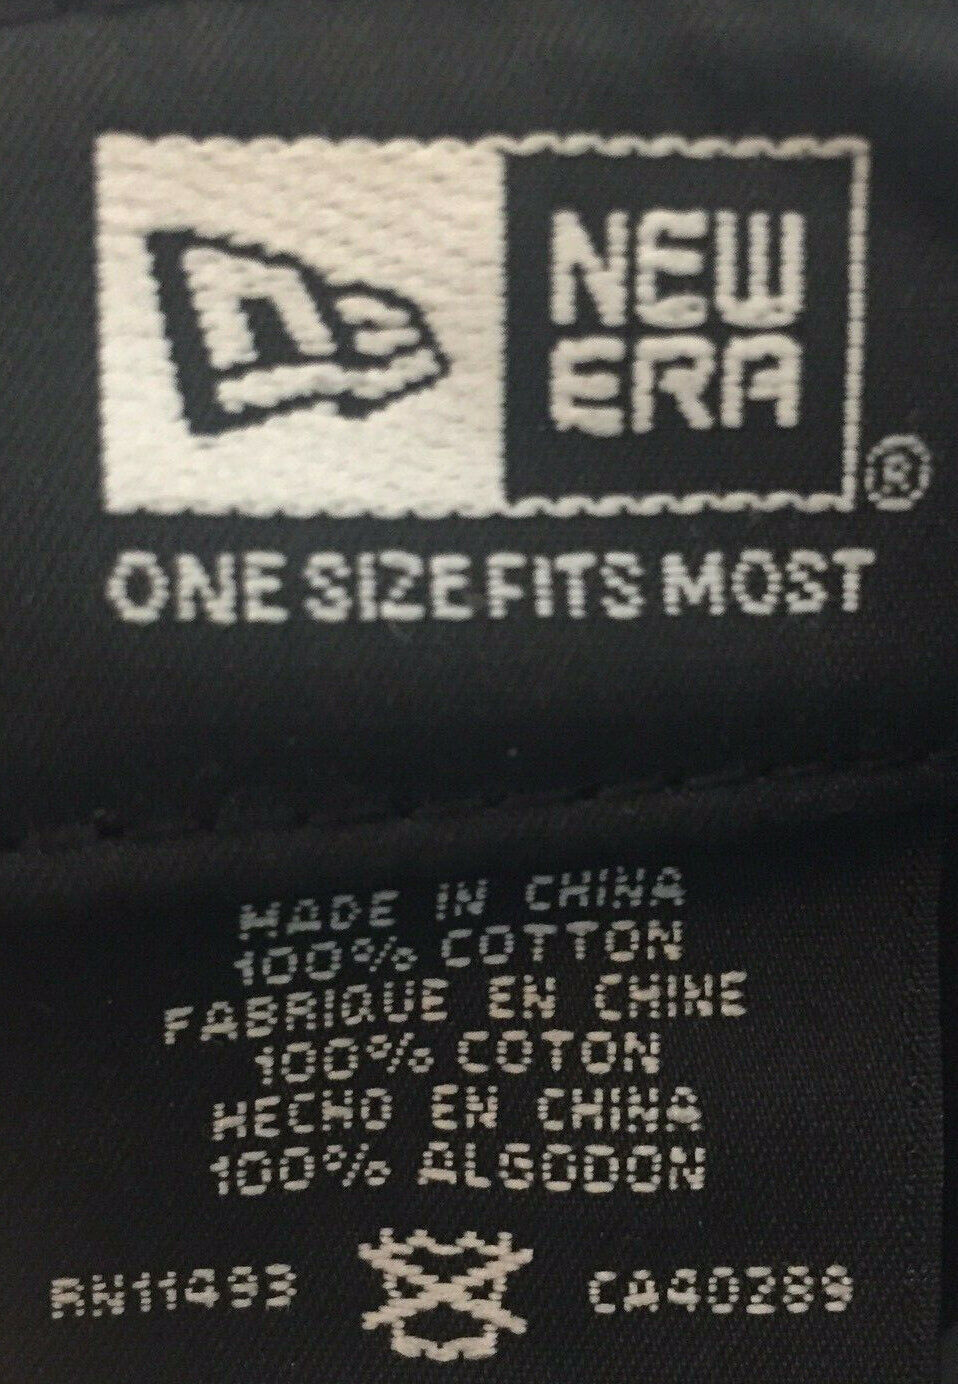 ne
NEW
ERA
®
ONE SIZE FITS MOST
MADE IN CHINA
100% COTTON
FABRIQUE EN CHINE
100% COTON
HECHO EN CHINA
100% ALGODON
RN11493
CA40289